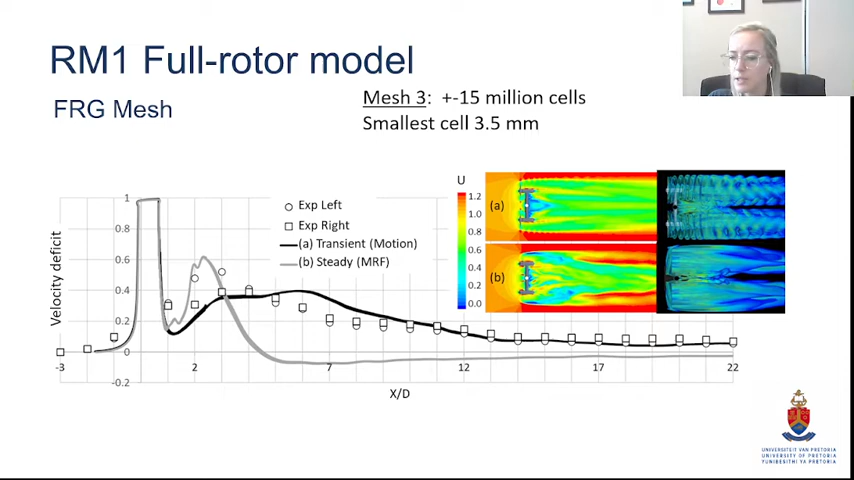 RM1 Full-rotor model
FRG Mesh
Mesh 3: +-15 million cells
Smallest cell 3.5 mm
Velocity deficit
1
0.8
0.6
0.4
0.2
0
-0.2
-3
2
7
12
17
22
X/D
Exp Left
Exp Right
(a) Transient (Motion)
(b) Steady (MRF)
U
1.2
1.0
0.8
0.6
0.4
0.2
0.0
(a)
(b)
UNIVERSITEIT VAN PRETORIA
UNIVERSITY OF PRETORIA
YUNIBESITHI YA PRETORIA